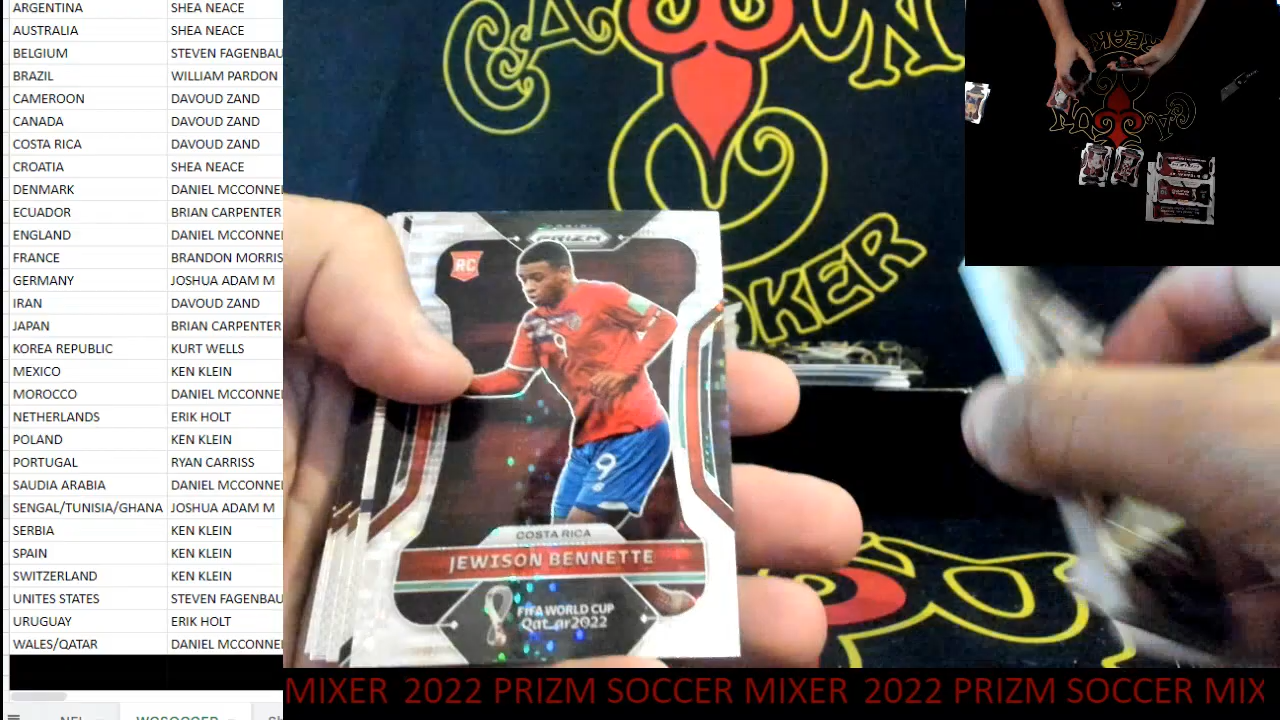 ARGENTINA SHEA NEACE
AUSTRALIA SHEA NEACE
BELGIUM STEVEN FAGENBAU
BRAZIL WILLIAM PARDON
CAMEROON DAVOUD ZAND
CANADA DAVOUD ZAND
COSTA RICA DAVOUD ZAND
CROATIA SHEA NEACE
DENMARK DANIEL MCCONNE
ECUADOR BRIAN CARPENTER
ENGLAND DANIEL MCCONNE
FRANCE BRANDON MORRIS
GERMANY JOSHUA ADAM M
IRAN DAVOUD ZAND
JAPAN BRIAN CARPENTER
KOREA REPUBLIC KURT WELLS
MEXICO KEN KLEIN
MOROCCO DANIEL MCCONNE
NETHERLANDS ERIK HOLT
POLAND KEN KLEIN
PORTUGAL RYAN CARRISS
SAUDIA ARABIA DANIEL MCCONNE
SENGAL/TUNISIA/GHANA JOSHUA ADAM M
SERBIA KEN KLEIN
SPAIN KEN KLEIN
SWITZERLAND KEN KLEIN
UNITES STATES STEVEN FAGENBAU
URUGUAY ERIK HOLT
WALES/QATAR DANIEL MCCONNE
WCSOCCER
PANINI
PRIZM
RC
9
9
COSTA RICA
JEWISON BENNETTE
FIFA WORLD CUP
Qatar2022
OKER
MIXER 2022 PRIZM SOCCER MIXER 2022 PRIZM SOCCER MIX